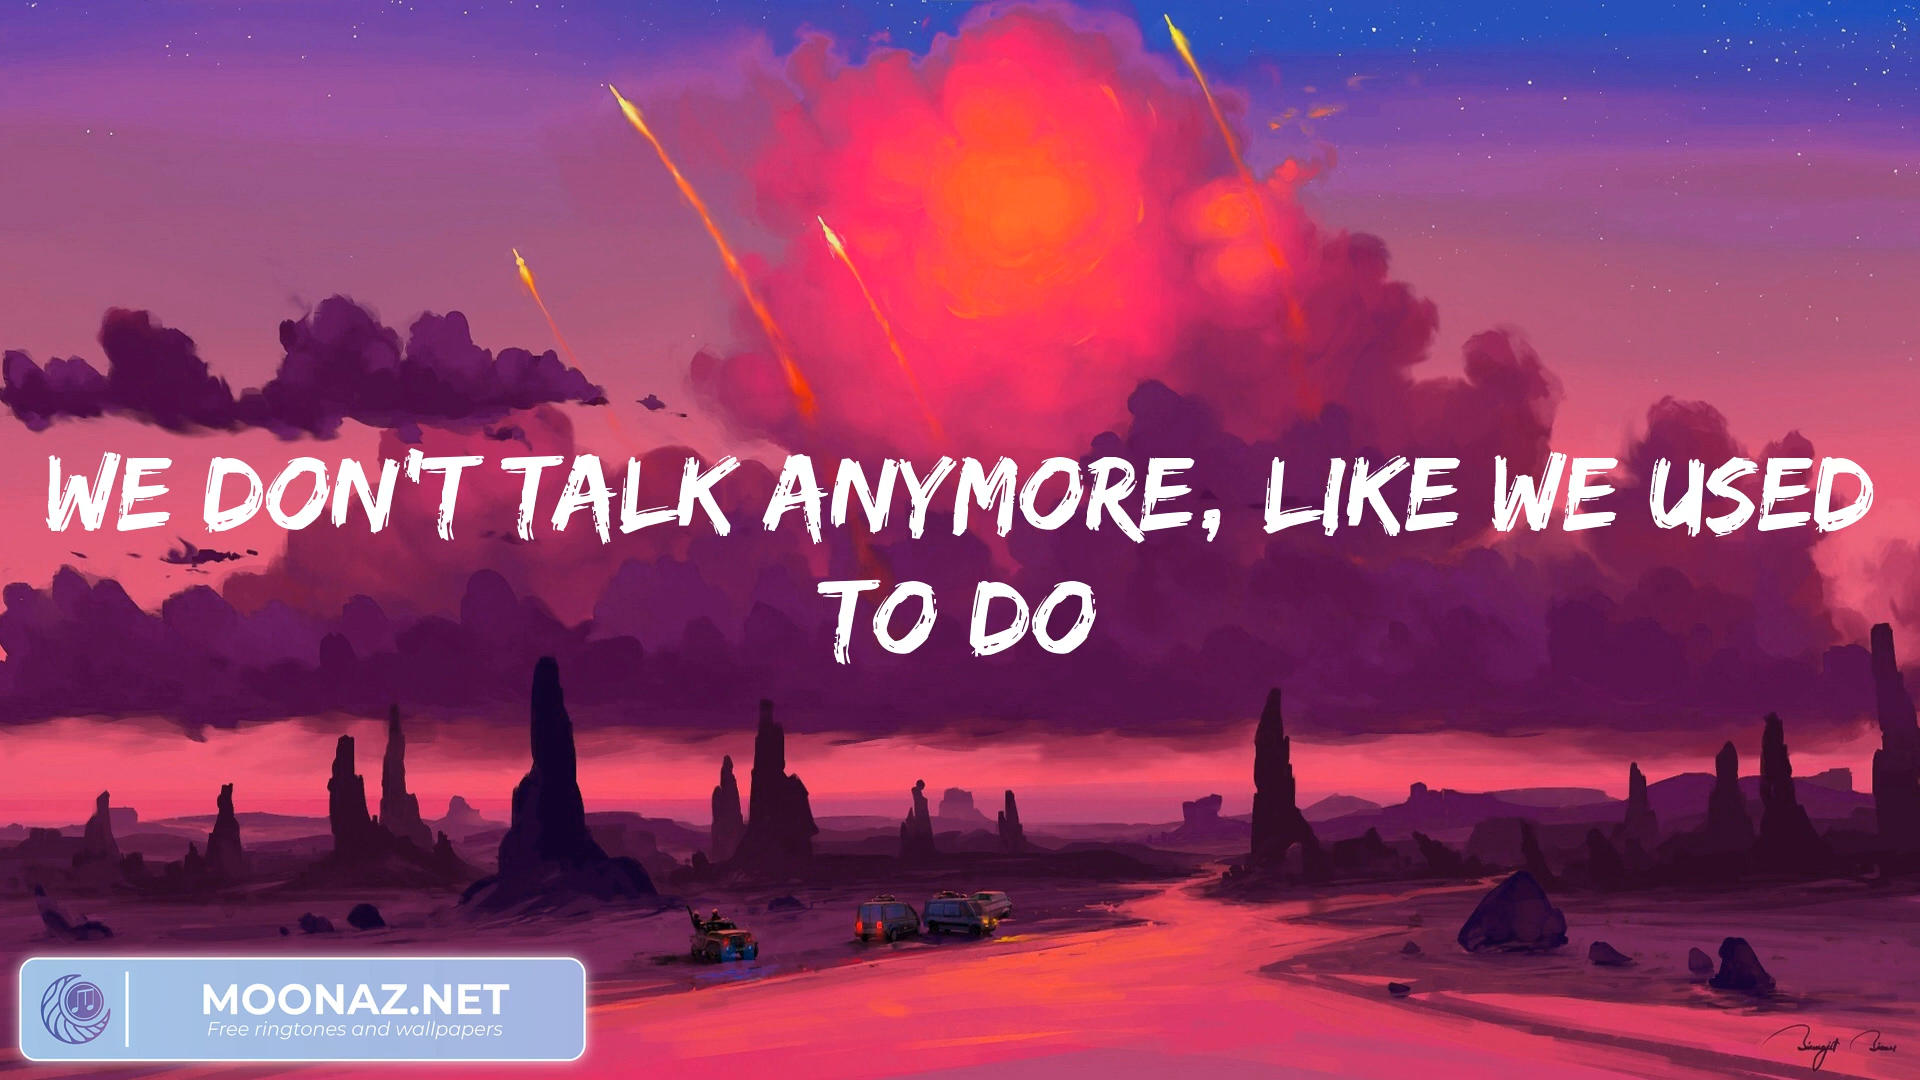 WE DON'T TALK ANYMORE, LIKE WE USED
TO DO
MOONAZ.NET
Free ringtones and wallpapers